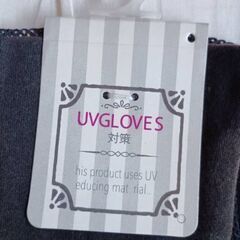 UVGLOVES
対策
his product uses UV
educing mat rial...